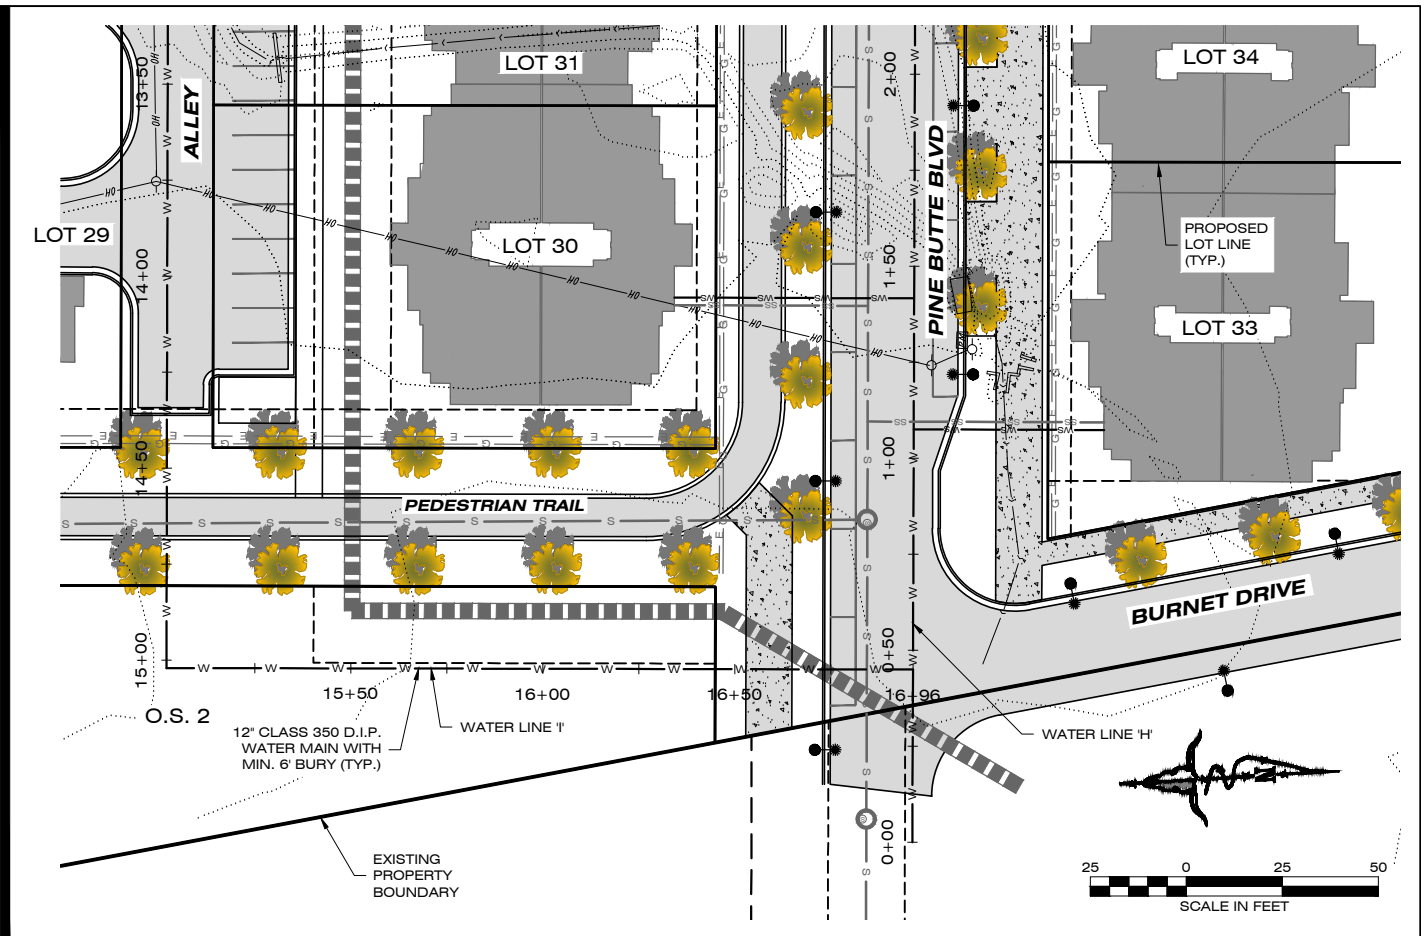 LOT 31
LOT 34
13+50
ALLEY
2+00
PINE BUTTE BLVD
LOT 29
LOT 30
PROPOSED
LOT LINE
(TYP.)
14+00
1+50
LOT 33
14+50
1+00
PEDESTRIAN TRAIL
BURNET DRIVE
15+00
0+50
15+50
16+00
16+50
16+96
O.S. 2
12" CLASS 350 D.I.P.
WATER MAIN WITH
MIN. 6' BURY (TYP.)
WATER LINE 'I'
WATER LINE 'H'
N
0+00
EXISTING
PROPERTY
BOUNDARY
25 0 25 50
SCALE IN FEET